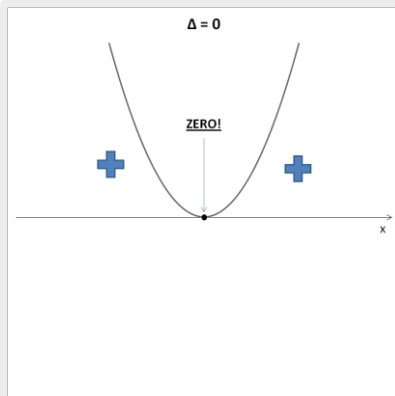 Δ = 0
ZERO!
x